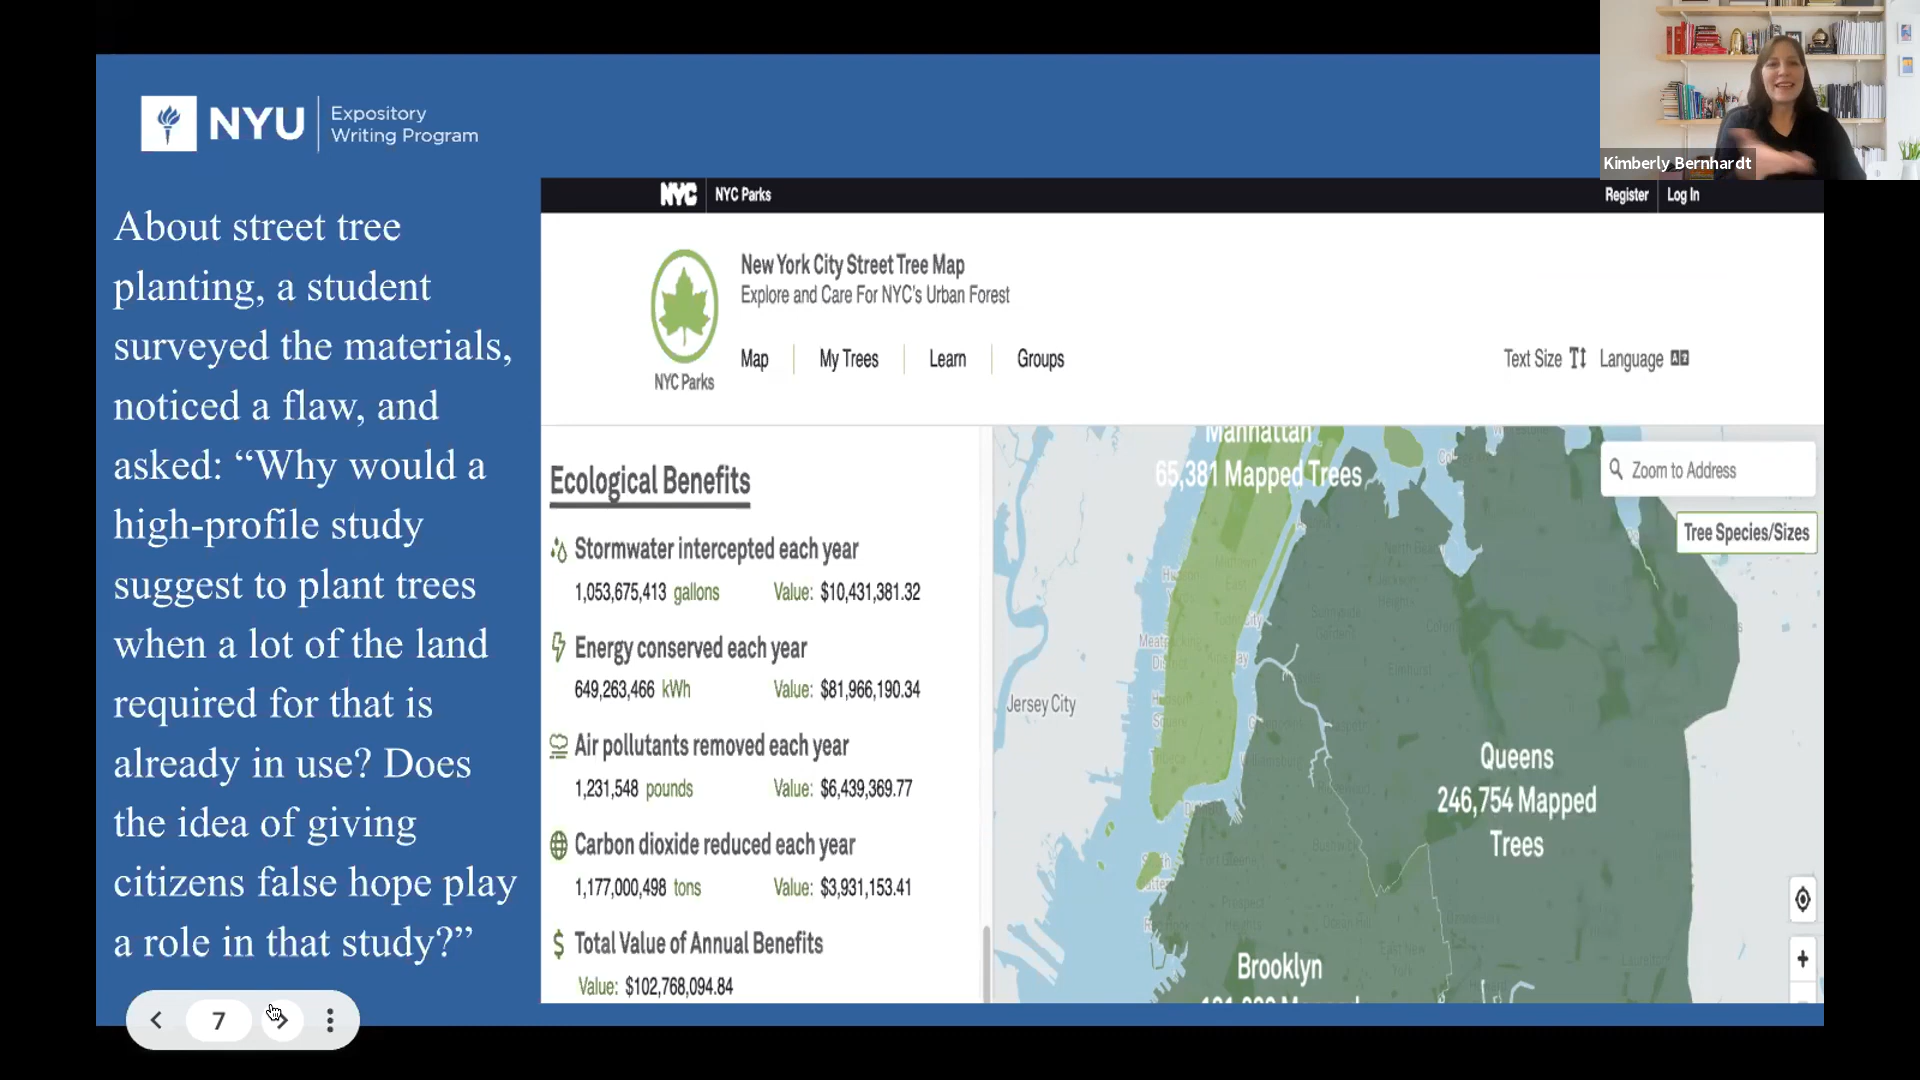 NYU
Expository
Writing Program
Kimberly Bernhardt
About street tree
planting, a student
surveyed the materials,
noticed a flaw, and
asked: “Why would a
high-profile study
suggest to plant trees
when a lot of the land
required for that is
already in use? Does
the idea of giving
citizens false hope play
a role in that study?”
7
NYC NYC Parks Register Log In
New York City Street Tree Map
Explore and Care For NYC's Urban Forest
Map My Trees Learn Groups
NYC Parks
Text Size Language
Ecological Benefits
Stormwater intercepted each year
1,053,675,413 gallons Value: $10,431,381.32
Energy conserved each year
649,263,466 kWh Value: $81,966,190.34
Air pollutants removed each year
1,231,548 pounds Value: $6,439,369.77
Carbon dioxide reduced each year
1,177,000,498 tons Value: $3,931,153.41
$ Total Value of Annual Benefits
Value: $102,768,094.84
Manhattan
65,381 Mapped Trees
Zoom to Address
Tree Species/Sizes
Jersey City
Queens
246,754 Mapped
Trees
Brooklyn